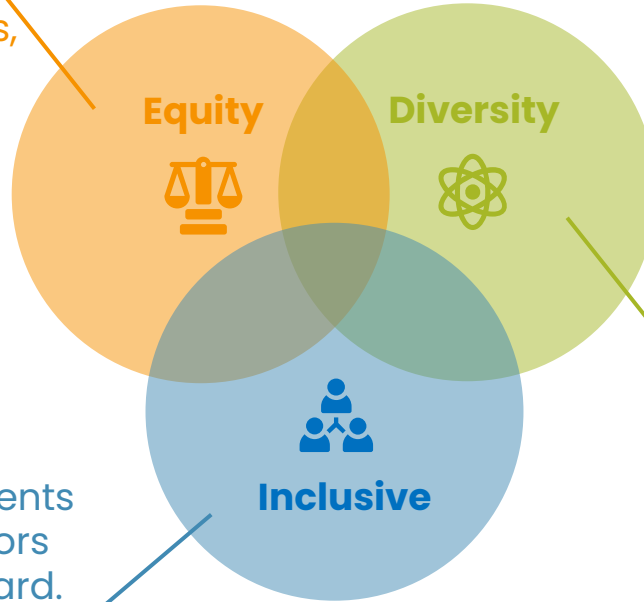 s,
Equity
Diversity
Inclusive
ents
ors
ard.